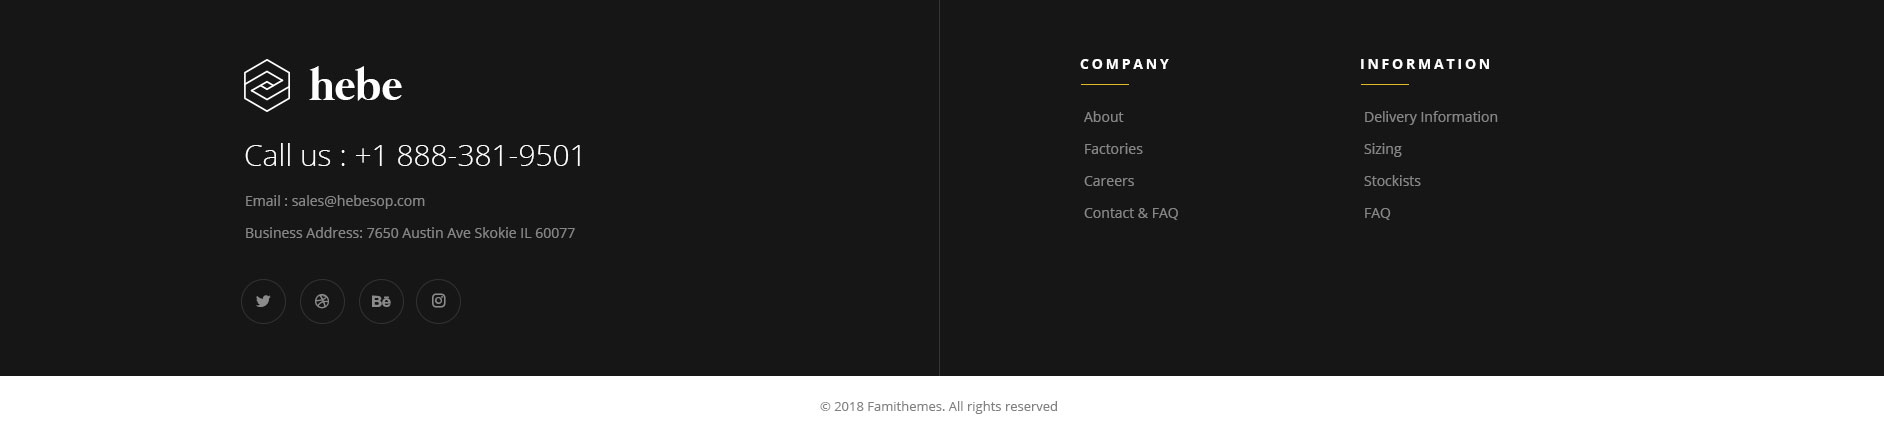 hebe
Call us : +1 888-381-9501
Email : sales@hebesop.com
Business Address: 7650 Austin Ave Skokie IL 60077
Bē
COMPANY
About
Factories
Careers
Contact & FAQ
INFORMATION
Delivery Information
Sizing
Stockists
FAQ
© 2018 Famithemes. All rights reserved